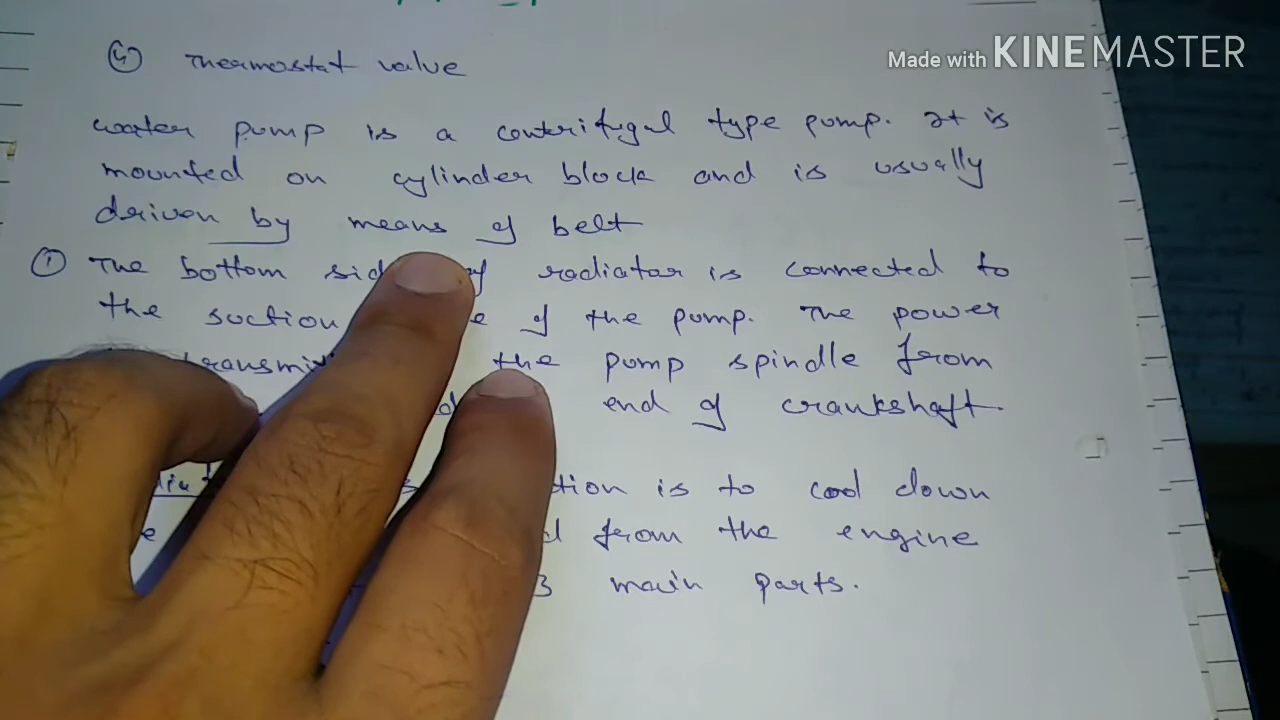 Made with KINEMASTER
④ Thermostat value
water pump is a centrifugal type pump. It is
mounted on cylinder block and is usually
driven by means of belt
① The bottom side of radiator is connected to
the suction of the pump. The power
the pump spindle from
end of crankshaft.
is to cool down
from the engine
3 main parts.